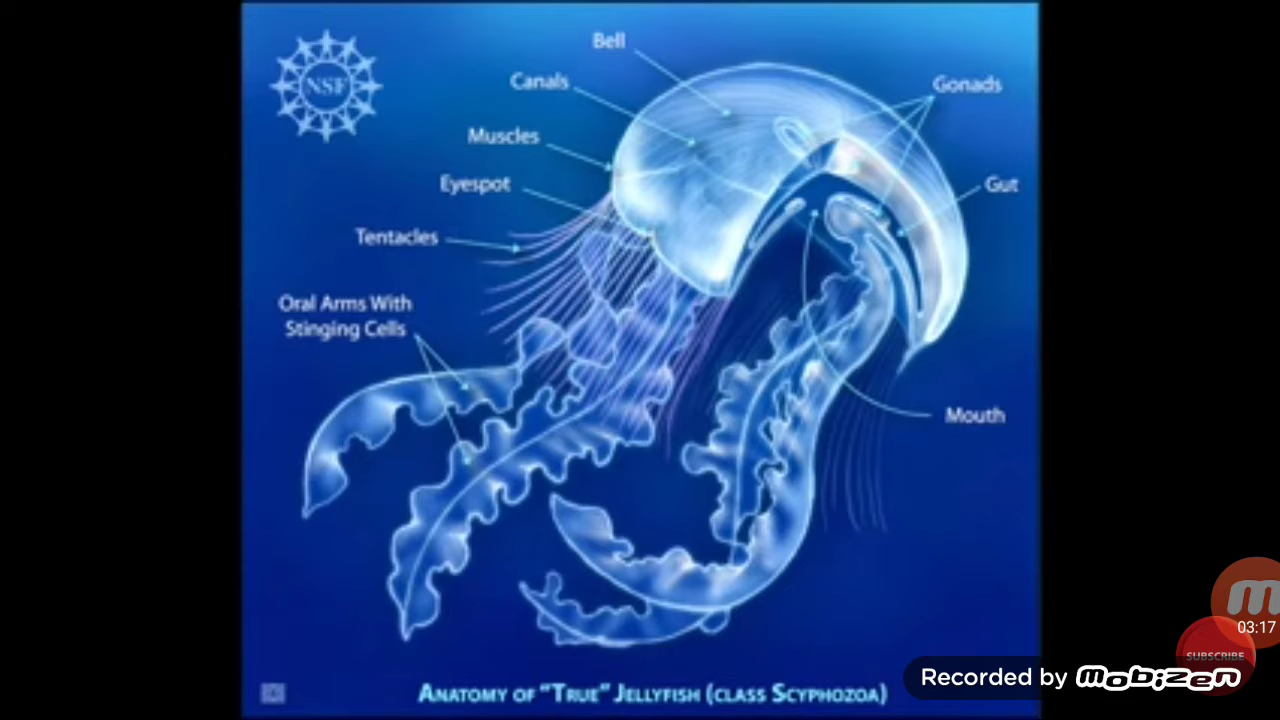 NSF
Bell
Canals
Gonads
Muscles
Eyespot
Gut
Tentacles
Oral Arms With
Stinging Cells
Mouth
03:17
SUBSCRIBE
Recorded by mobizen
ANATOMY OF "TRUE" JELLYFISH (CLASS SCYPHOZOA)